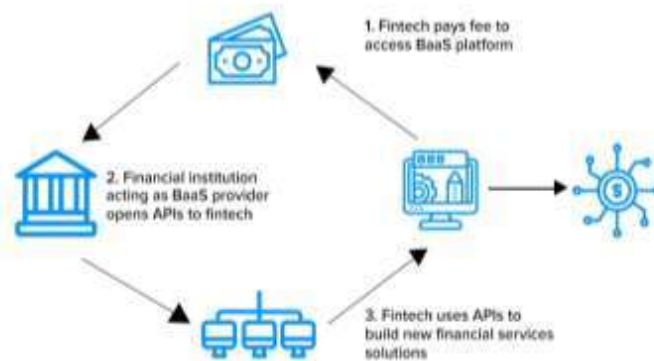 1. Fintech pays fee to
access BaaS platform
2. Financial institution
acting as BaaS provider
opens APIs to fintech
3. Fintech uses APIs to
build new financial services
solutions
$